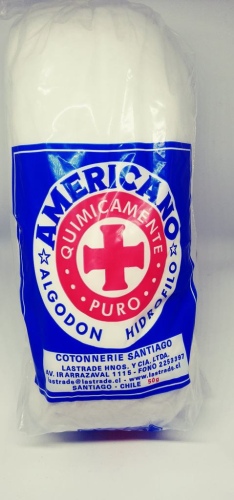 AMERICANO
QUIMICAMENTE
PURO
ALGODON HIDROFILO
COTONNERIE SANTIAGO
LASTRADE HNOS. Y CIA. LTDA.
AV. IRARRAZAVAL 1115 - FONO 2253397
lastrade@lastrade.cl - www.lastrade.cl
SANTIAGO - CHILE 50g